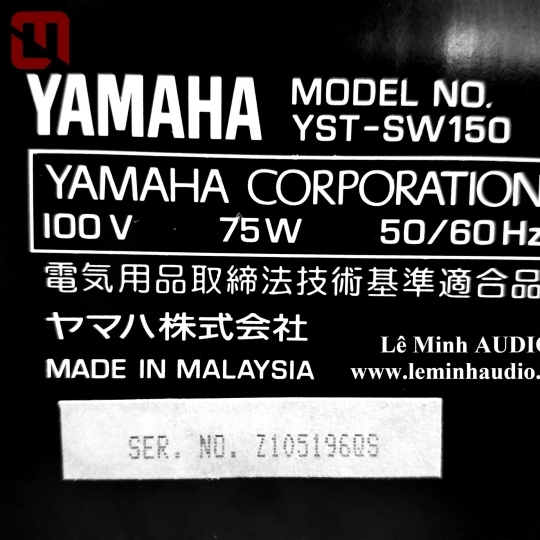 YAMAHA
MODEL NO.
YST-SW150
YAMAHA CORPORATION
100V 75W 50/60Hz
電気用品取締法技術基準適合品
ヤマハ株式会社
Lê Minh AUDIO
MADE IN MALAYSIA
www.leminhaudio.
SER. NO. Z105196QS